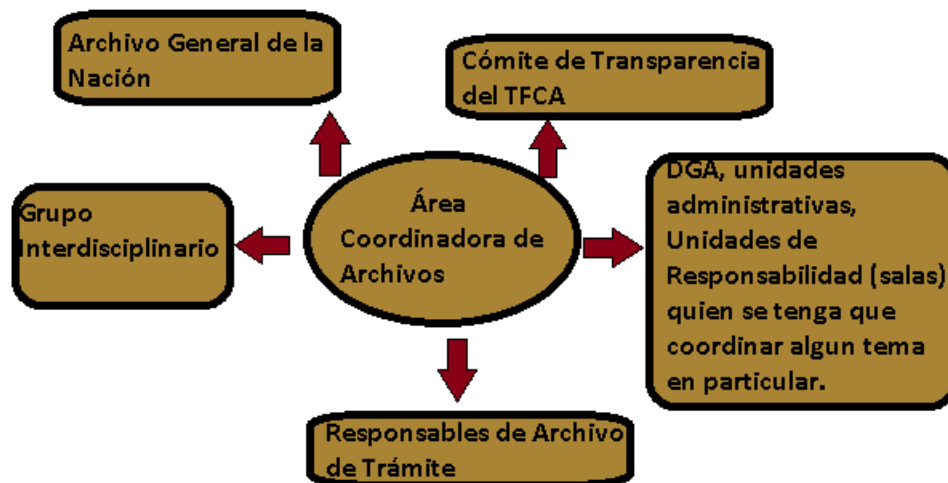 Archivo General de la
Nación
Cómite de Transparencia
del TFCA
Grupo
Interdisciplinario
Área
Coordinadora de
Archivos
DGA, unidades
administrativas,
Unidades de
Responsabilidad (salas)
quien se tenga que
coordinar algun tema
en particular.
Responsables de Archivo
de Trámite